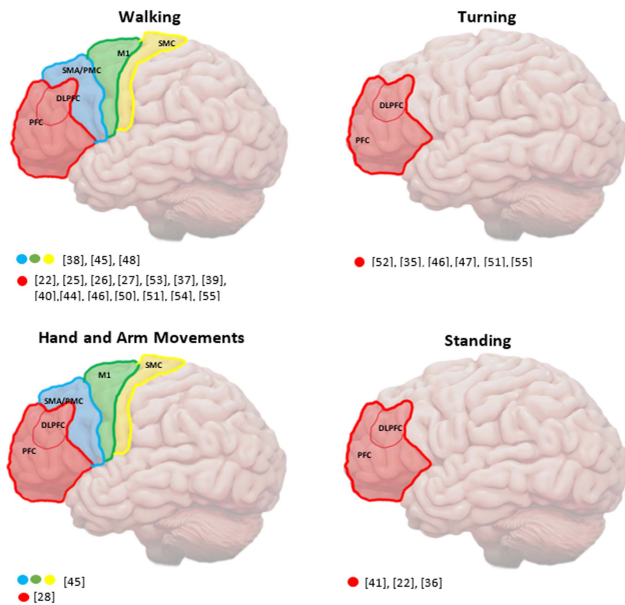 Walking
Turning
SMC
M1
SMA/PMC
DLPFC
PFC
DLPFC
PFC
[38], [45], [48]
[22], [25], [26], [27], [53], [37], [39],
[40],[44], [46], [50], [51], [54], [55]
[52], [35], [46], [47], [51], [55]
Hand and Arm Movements
Standing
SMC
M1
SMA/PMC
DLPFC
PFC
DLPFC
PFC
[45]
[28]
[41], [22], [36]